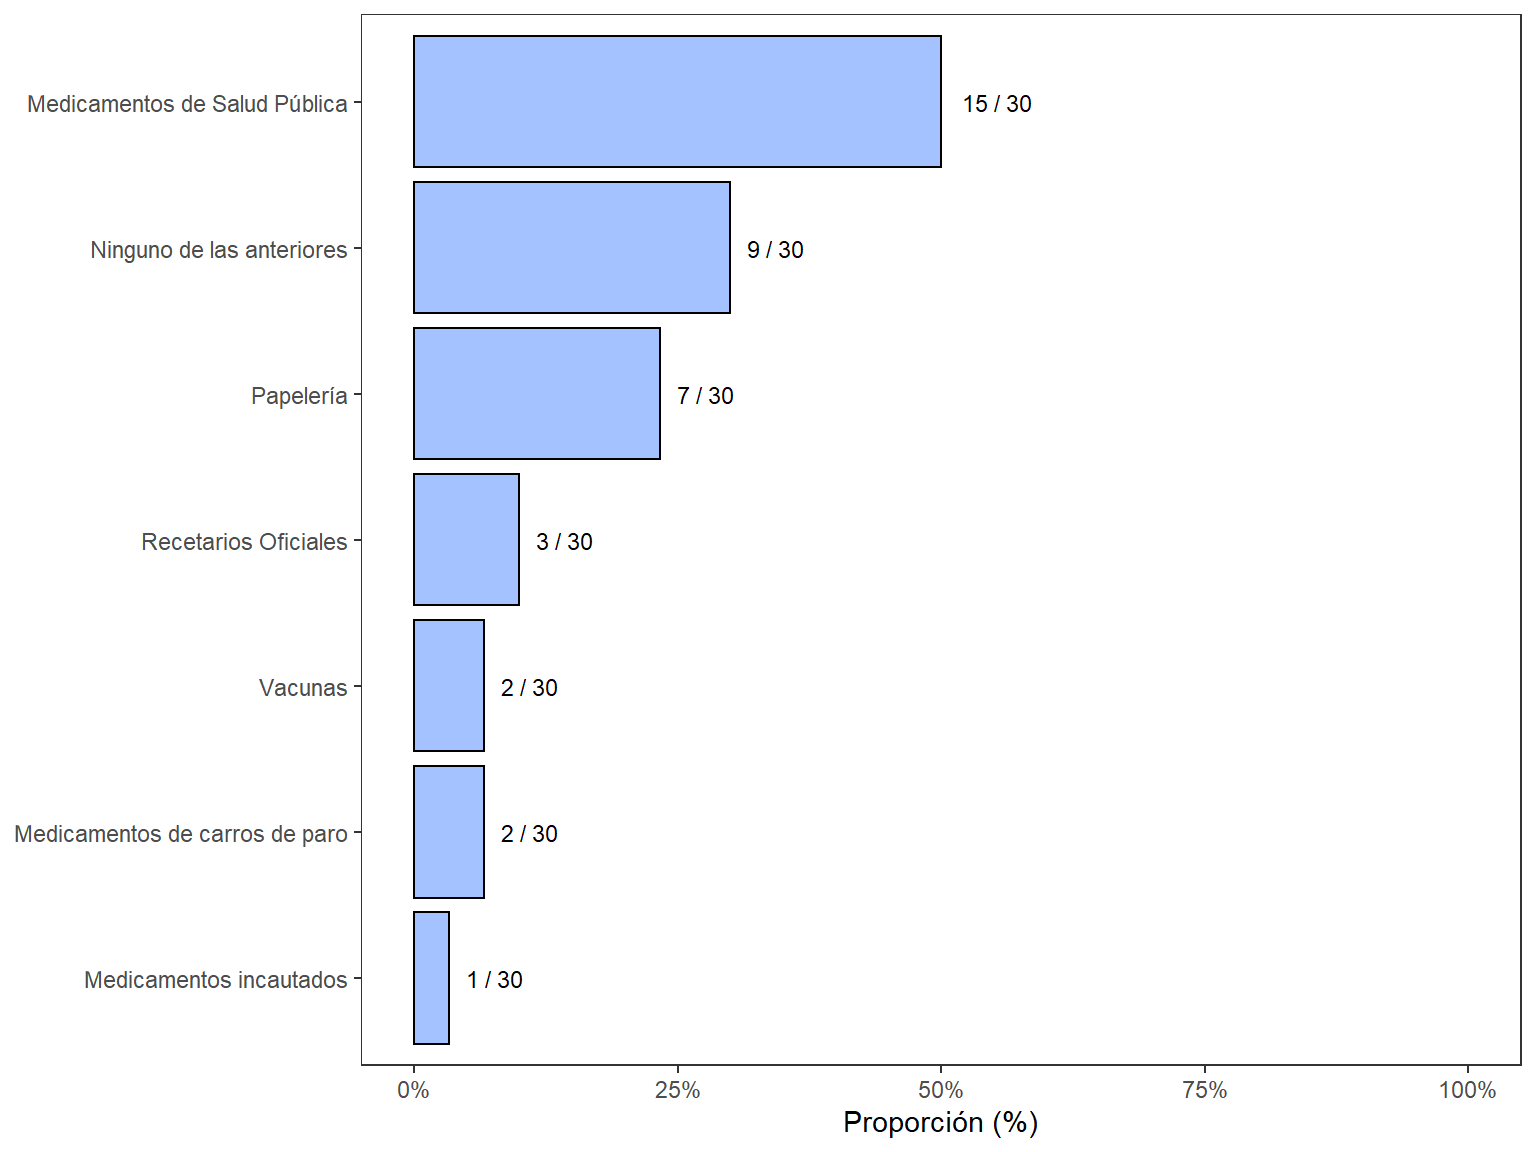 Medicamentos de Salud Pública
15 / 30
Ninguno de las anteriores
9 / 30
Papelería
7 / 30
Recetarios Oficiales
3 / 30
Vacunas
2 / 30
Medicamentos de carros de paro
2 / 30
Medicamentos incautados
1 / 30
0% 25% 50% 75% 100%
Proporción (%)